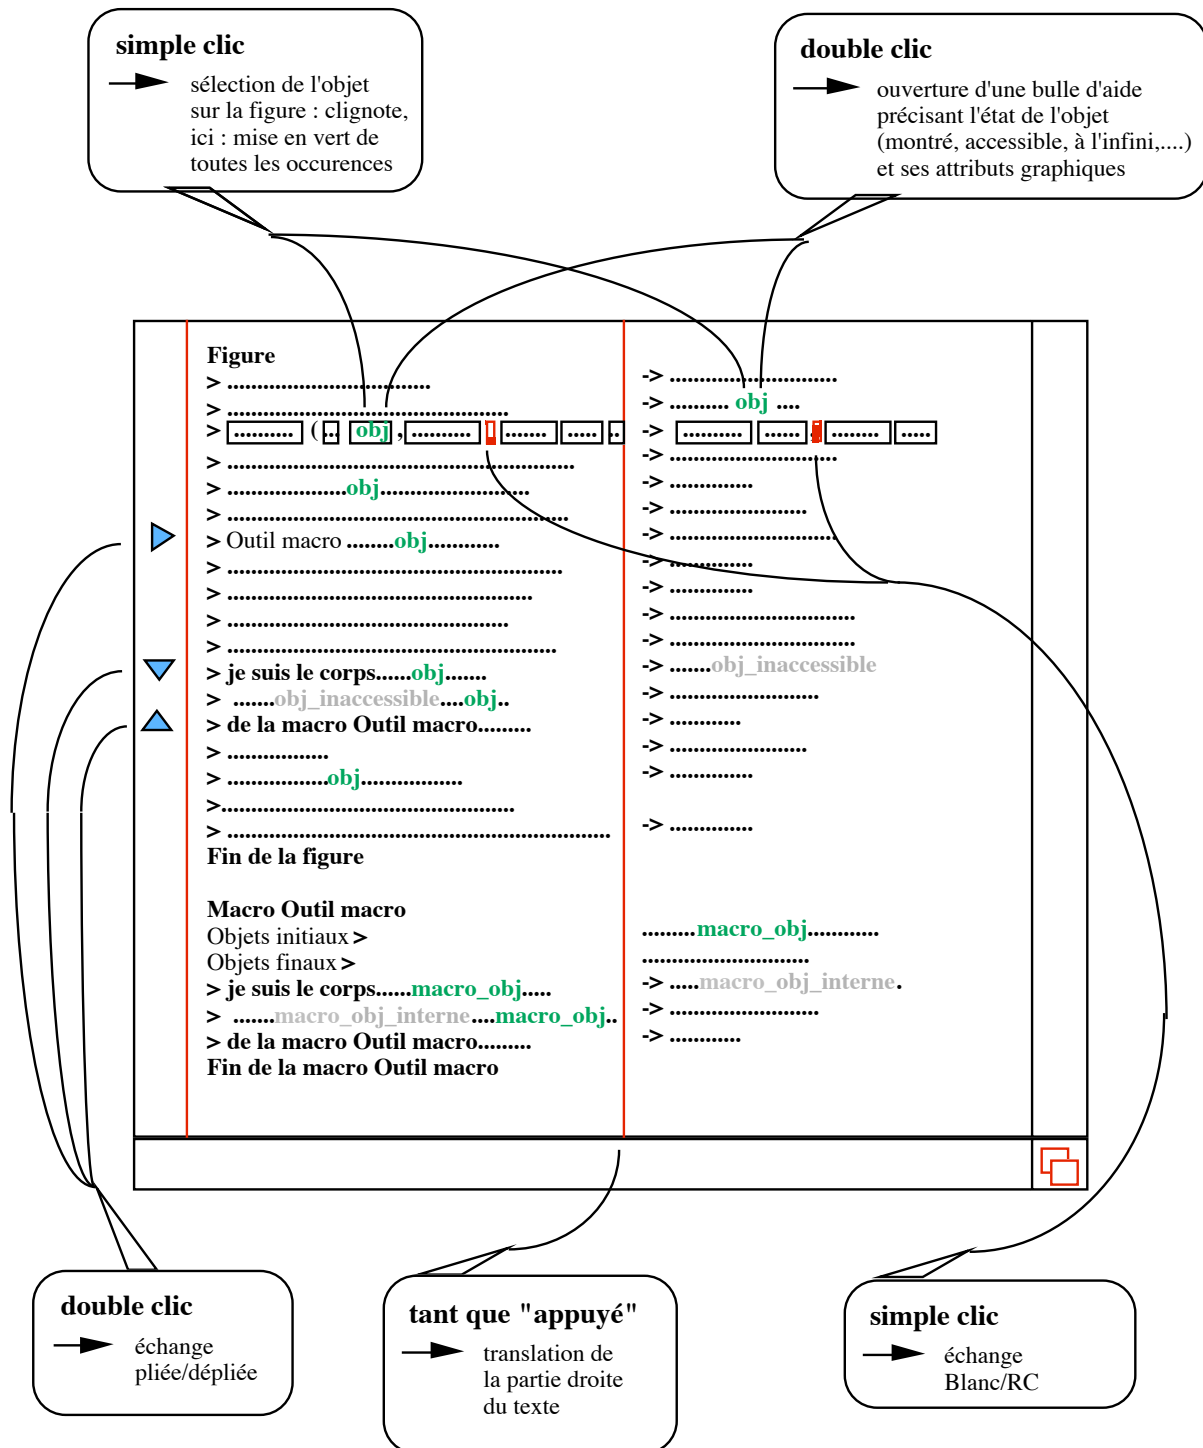 simple clic
sélection de l'objet
sur la figure : clignote,
ici : mise en vert de
toutes les occurences
double clic
ouverture d'une bulle d'aide
précisant l'état de l'objet
(montré, accessible, à l'infini,....)
et ses attributs graphiques
Figure
> ..................................
> ................................................
> ........... (... obj , ........... ....... ..... ..
> ...........................................................
> ....................obj.........................
> ..........................................................
> Outil macro ........obj............
> .........................................................
> ....................................................
> ................................................
> ........................................................
> je suis le corps......obj.......
> .......obj_inaccessible....obj..
> de la macro Outil macro.........
> .................
> .................obj.................
>..................................................
> .................................................................
Fin de la figure
Macro Outil macro
Objets initiaux >
Objets finaux >
> je suis le corps......macro_obj.....
> .......macro_obj_interne....macro_obj..
> de la macro Outil macro.........
Fin de la macro Outil macro
-> ............................
-> .......... obj ....
-> .......... ...... ........ .....
-> ............................
-> ..............
-> .......................
-> ............................
-> ..............
-> ..............
-> ...............................
-> ...............................
-> .......obj_inaccessible
-> .........................
-> ............
-> .......................
-> ..............
-> ..............
.........macro_obj............
............................
-> .....macro_obj_interne.
-> .........................
-> ............
double clic
échange
pliée/dépliée
tant que "appuyé"
translation de
la partie droite
du texte
simple clic
échange
Blanc/RC